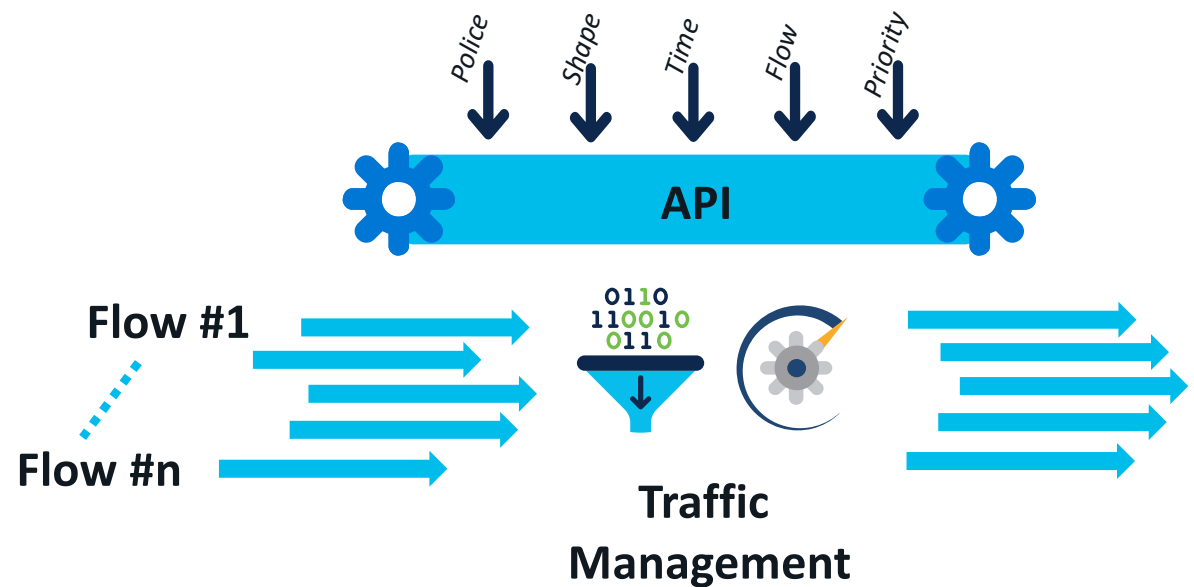 Police
Shape
Time
Flow
Priority
API
Flow #1
0110
110010
0110
Flow #n
Traffic
Management